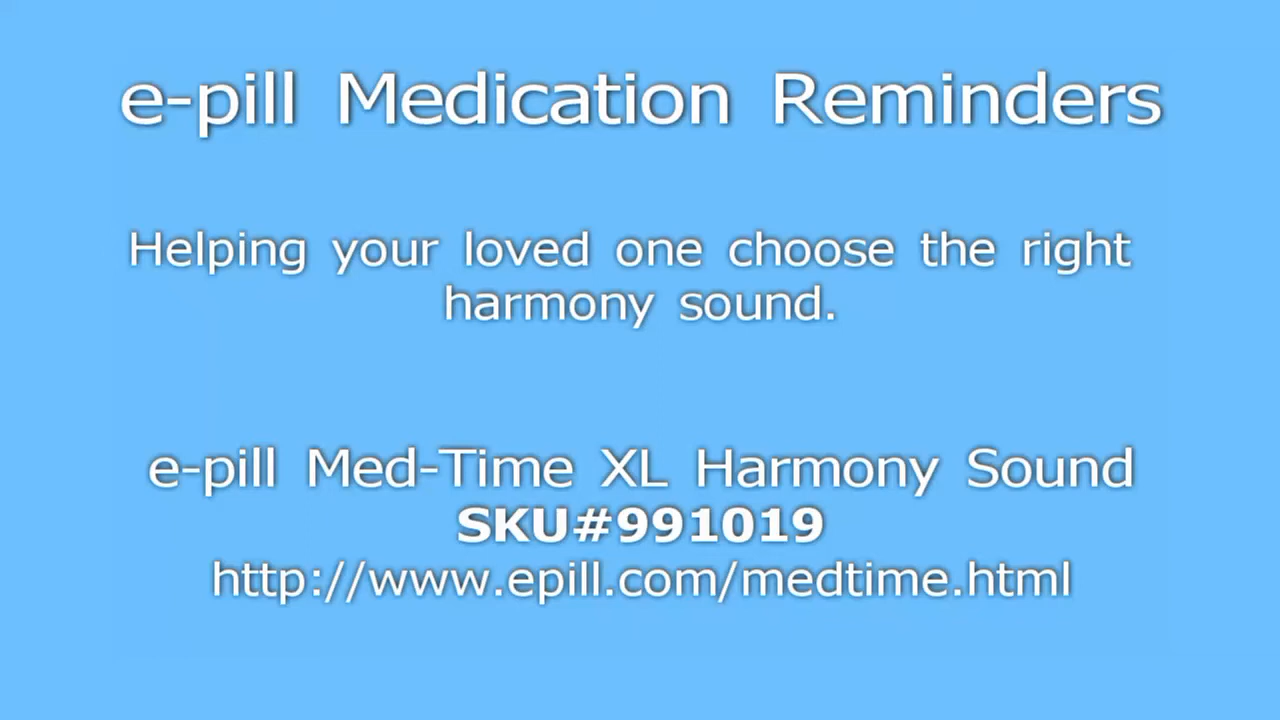 e-pill Medication Reminders
Helping your loved one choose the right
harmony sound.
e-pill Med-Time XL Harmony Sound
SKU#991019
http://www.epill.com/medtime.html